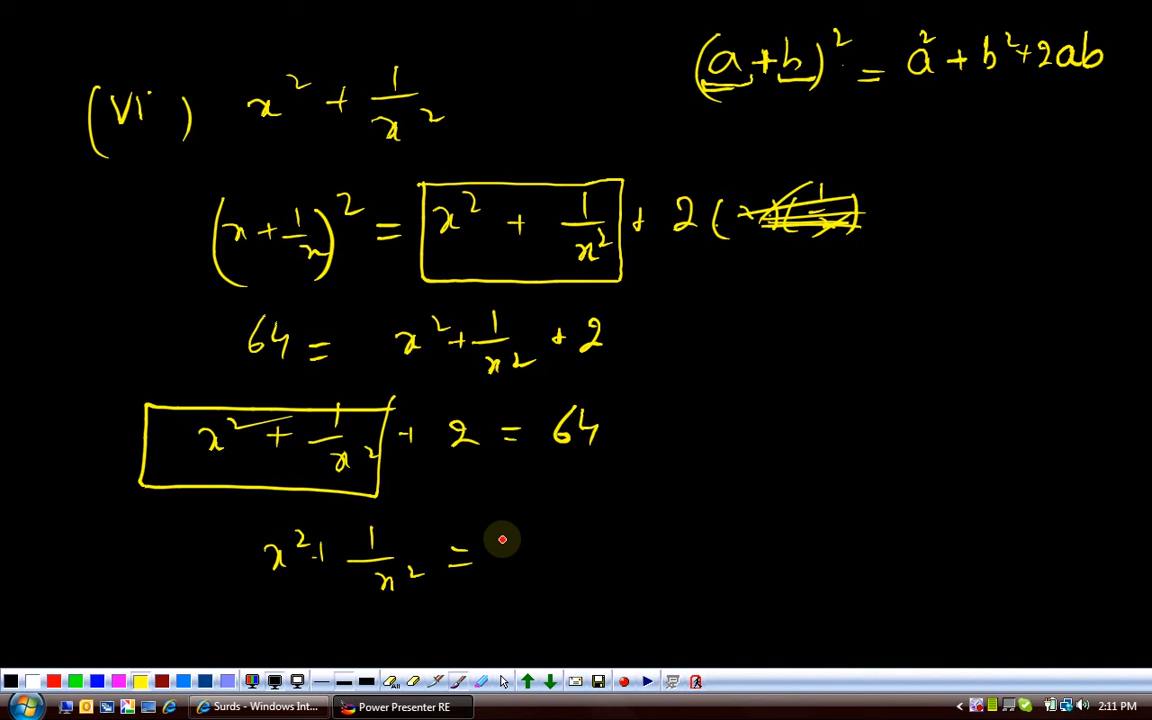 (a+b)² = a² + b² + 2ab
(Vi) x² + 1/x²
(x + 1/x)² = x² + 1/x² + 2(
64 = x² + 1/x² + 2
x² + 1/x² + 2 = 64
x² + 1/x² =
Surds - Windows Int... Power Presenter RE < 2:11 PM